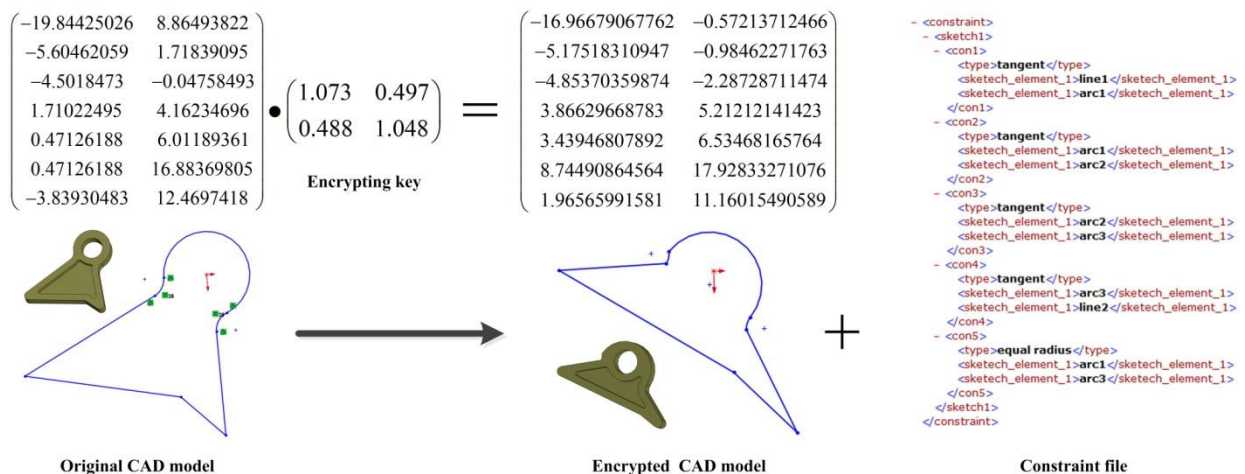 −19.84425026 8.86493822
−5.60462059 1.71839095
−4.5018473 −0.04758493
1.71022495 4.16234696
0.47126188 6.01189361
0.47126188 16.88369805
−3.83930483 12.4697418
•
1.073 0.497
0.488 1.048
Encrypting key
=
−16.96679067762 −0.57213712466
−5.17518310947 −0.98462271763
−4.85370359874 −2.28728711474
3.86629668783 5.21212141423
3.43946807892 6.53468165764
8.74490864564 17.92833271076
1.96565991581 11.16015490589
+
- <constraint>
- <sketch1>
- <con1>
<type>tangent</type>
<sketech_element_1>line1</sketech_element_1>
<sketech_element_1>arc1</sketech_element_1>
</con1>
- <con2>
<type>tangent</type>
<sketech_element_1>arc1</sketech_element_1>
<sketech_element_1>arc2</sketech_element_1>
</con2>
- <con3>
<type>tangent</type>
<sketech_element_1>arc2</sketech_element_1>
<sketech_element_1>arc3</sketech_element_1>
</con3>
- <con4>
<type>tangent</type>
<sketech_element_1>arc3</sketech_element_1>
<sketech_element_1>line2</sketech_element_1>
</con4>
- <con5>
<type>equal radius</type>
<sketech_element_1>arc1</sketech_element_1>
<sketech_element_1>arc3</sketech_element_1>
</con5>
</sketch1>
</constraint>
Original CAD model
Encrypted CAD model
Constraint file